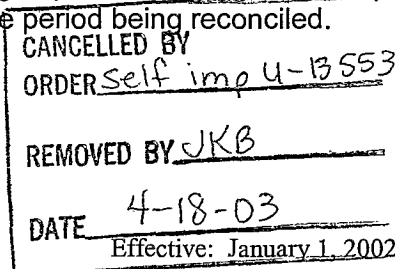 e period being reconciled.
CANCELLED BY
ORDER Self imp U-13553
REMOVED BY JKB
DATE 4-18-03
Effective: January 1, 2002